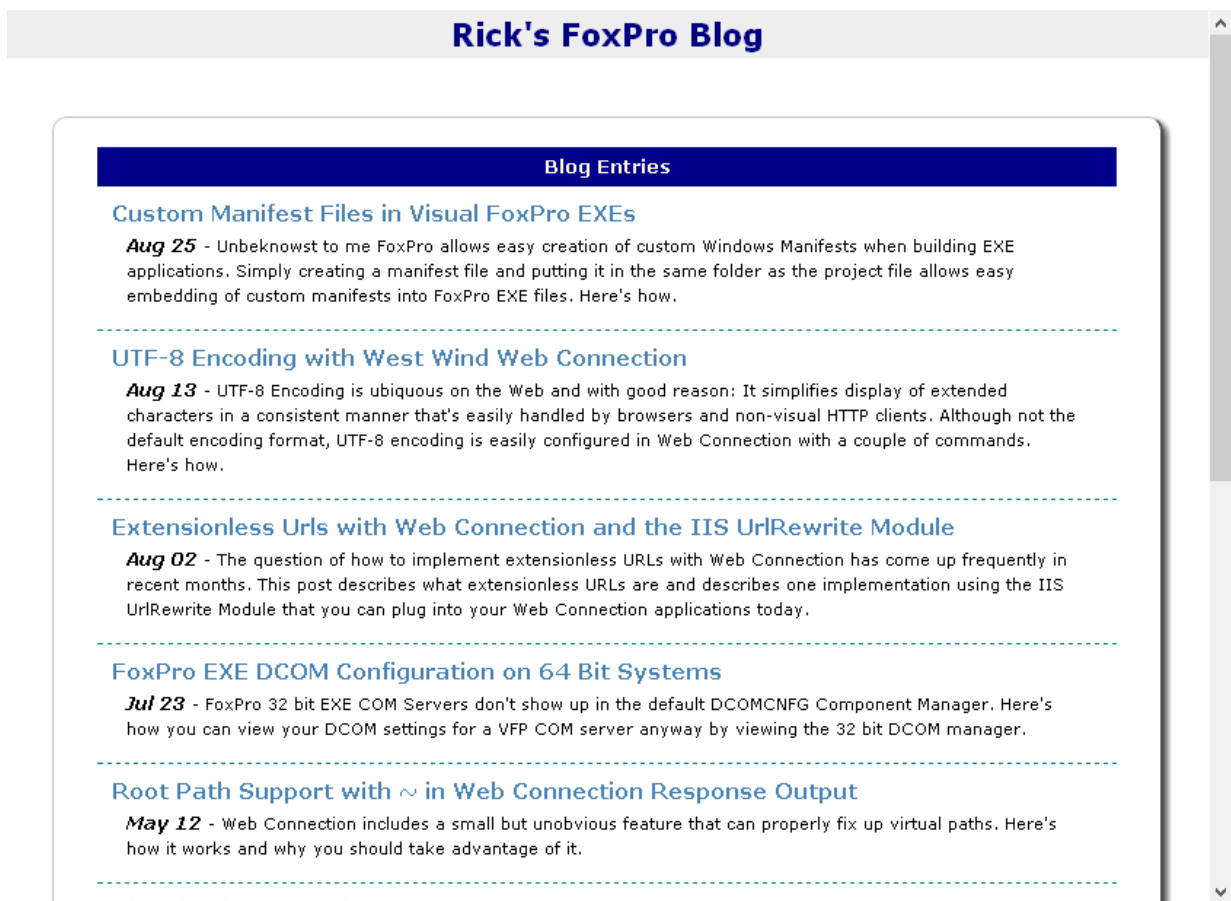 Rick's FoxPro Blog
Blog Entries
Custom Manifest Files in Visual FoxPro EXEs
Aug 25 - Unbeknowst to me FoxPro allows easy creation of custom Windows Manifests when building EXE
applications. Simply creating a manifest file and putting it in the same folder as the project file allows easy
embedding of custom manifests into FoxPro EXE files. Here's how.
UTF-8 Encoding with West Wind Web Connection
Aug 13 - UTF-8 Encoding is ubiquous on the Web and with good reason: It simplifies display of extended
characters in a consistent manner that's easily handled by browsers and non-visual HTTP clients. Although not the
default encoding format, UTF-8 encoding is easily configured in Web Connection with a couple of commands.
Here's how.
Extensionless Urls with Web Connection and the IIS UrlRewrite Module
Aug 02 - The question of how to implement extensionless URLs with Web Connection has come up frequently in
recent months. This post describes what extensionless URLs are and describes one implementation using the IIS
UrlRewrite Module that you can plug into your Web Connection applications today.
FoxPro EXE DCOM Configuration on 64 Bit Systems
Jul 23 - FoxPro 32 bit EXE COM Servers don't show up in the default DCOMCNFG Component Manager. Here's
how you can view your DCOM settings for a VFP COM server anyway by viewing the 32 bit DCOM manager.
Root Path Support with ~ in Web Connection Response Output
May 12 - Web Connection includes a small but unobvious feature that can properly fix up virtual paths. Here's
how it works and why you should take advantage of it.